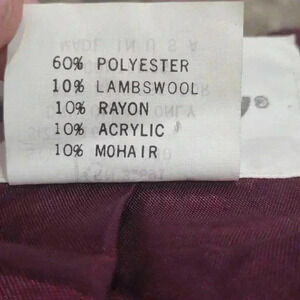 60% POLYESTER
10% LAMBSWOOL
10% RAYON
10% ACRYLIC
10% MOHAIR